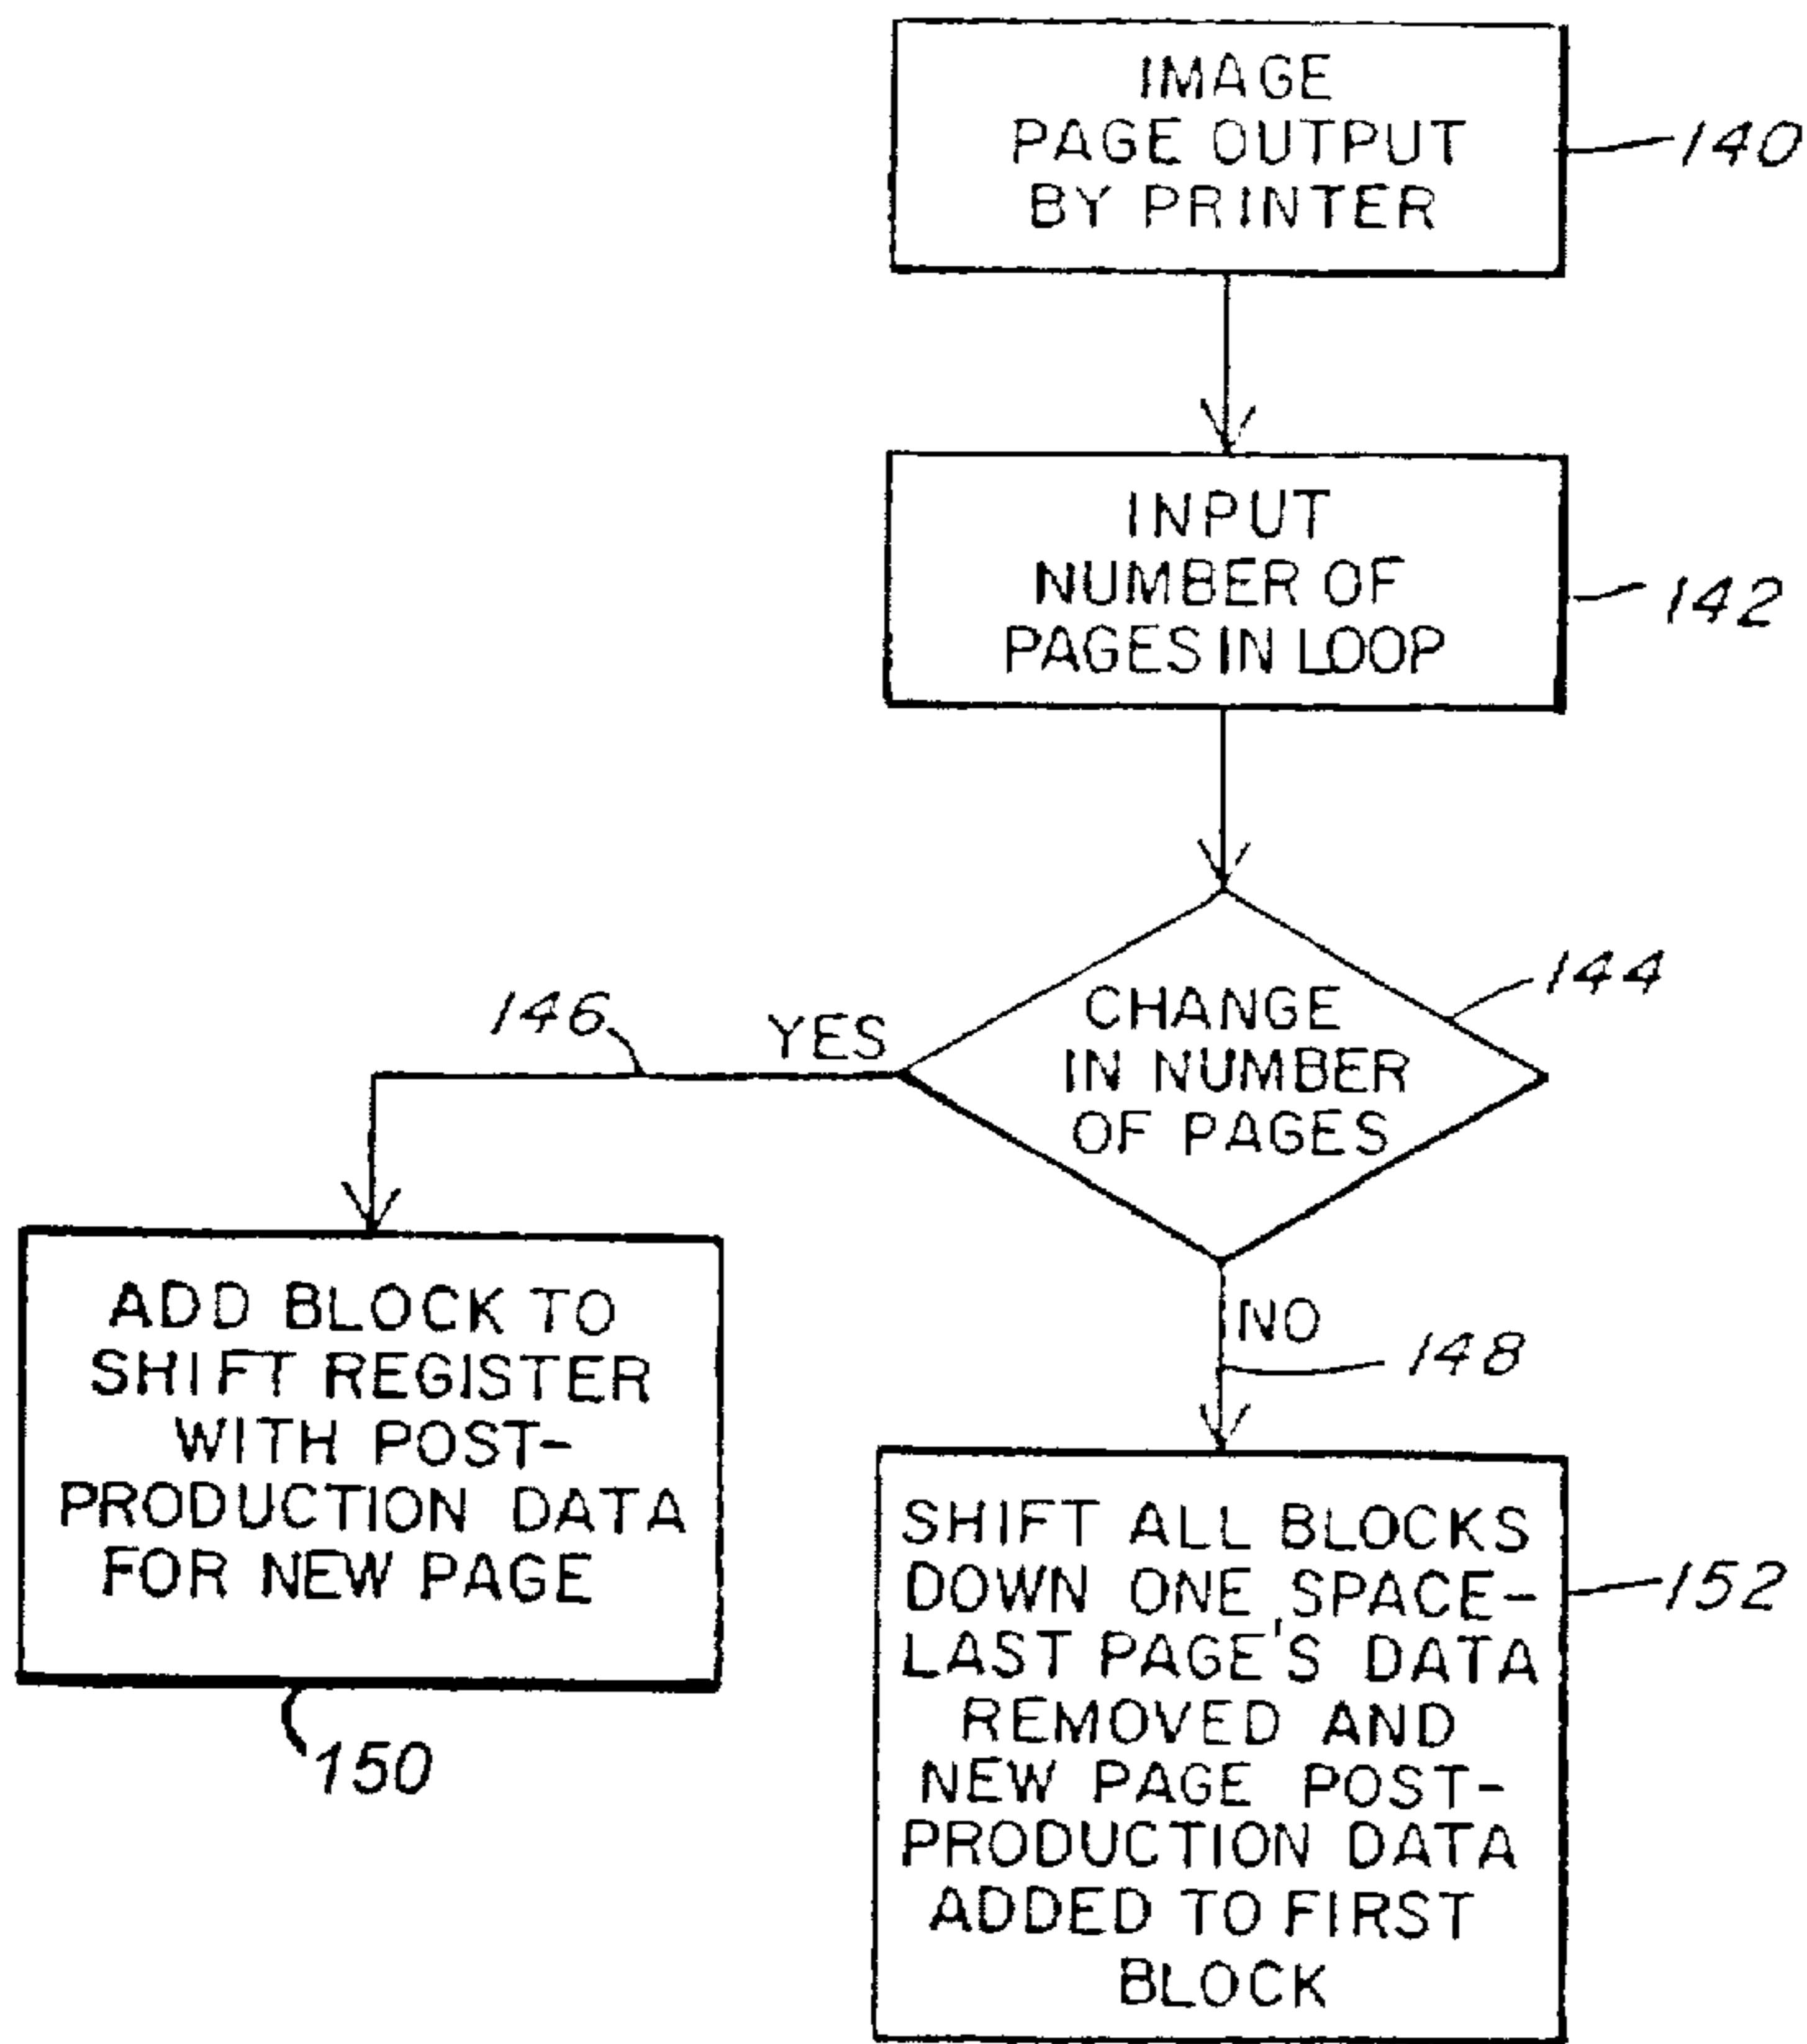 IMAGE
PAGE OUTPUT
BY PRINTER
140
INPUT
NUMBER OF
PAGES IN LOOP
142
CHANGE
IN NUMBER
OF PAGES
144
YES
146
NO
148
ADD BLOCK TO
SHIFT REGISTER
WITH POST-
PRODUCTION DATA
FOR NEW PAGE
150
SHIFT ALL BLOCKS
DOWN ONE SPACE-
LAST PAGE'S DATA
REMOVED AND
NEW PAGE POST-
PRODUCTION DATA
ADDED TO FIRST
BLOCK
152